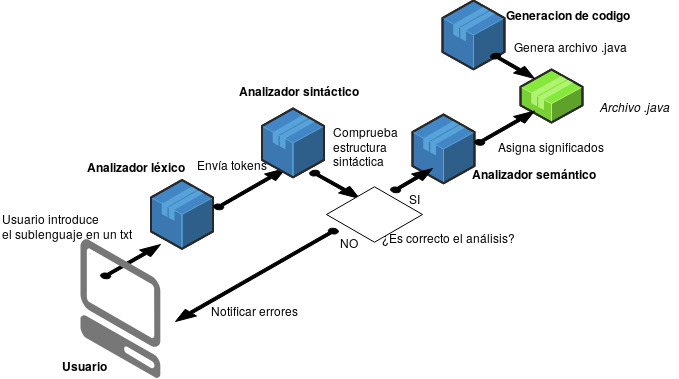 Generacion de codigo
Genera archivo .java
Analizador sintáctico
Archivo .java
Comprueba
estructura
sintáctica
Asigna significados
Analizador léxico
Envía tokens
Analizador semántico
SI
Usuario introduce
el sublenguaje en un txt
NO
¿Es correcto el análisis?
Notificar errores
Usuario